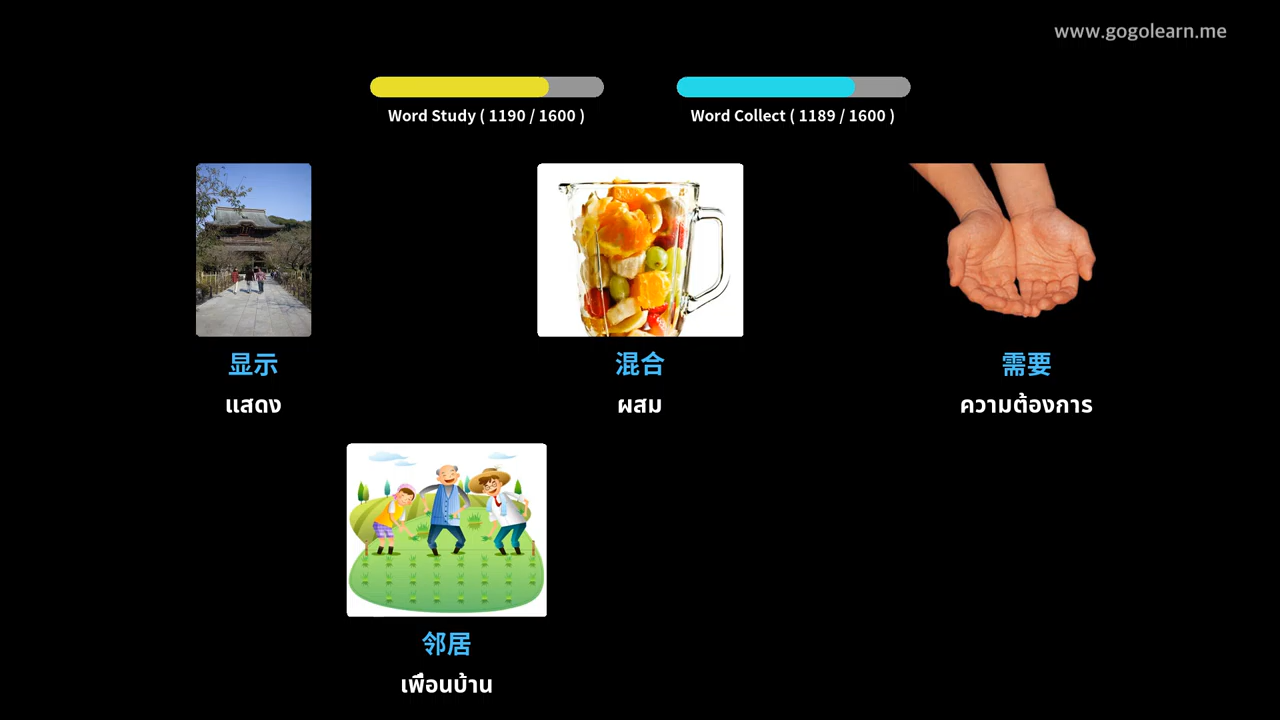 www.gogolearn.me
Word Study ( 1190 / 1600 )
Word Collect ( 1189 / 1600 )
显示
แสดง
混合
ผสม
需要
ความต้องการ
邻居
เพื่อนบ้าน